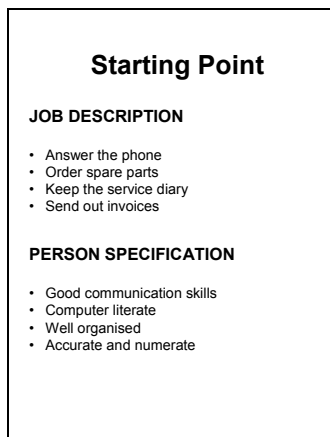 Starting Point
JOB DESCRIPTION
• Answer the phone
• Order spare parts
• Keep the service diary
• Send out invoices
PERSON SPECIFICATION
• Good communication skills
• Computer literate
• Well organised
• Accurate and numerate